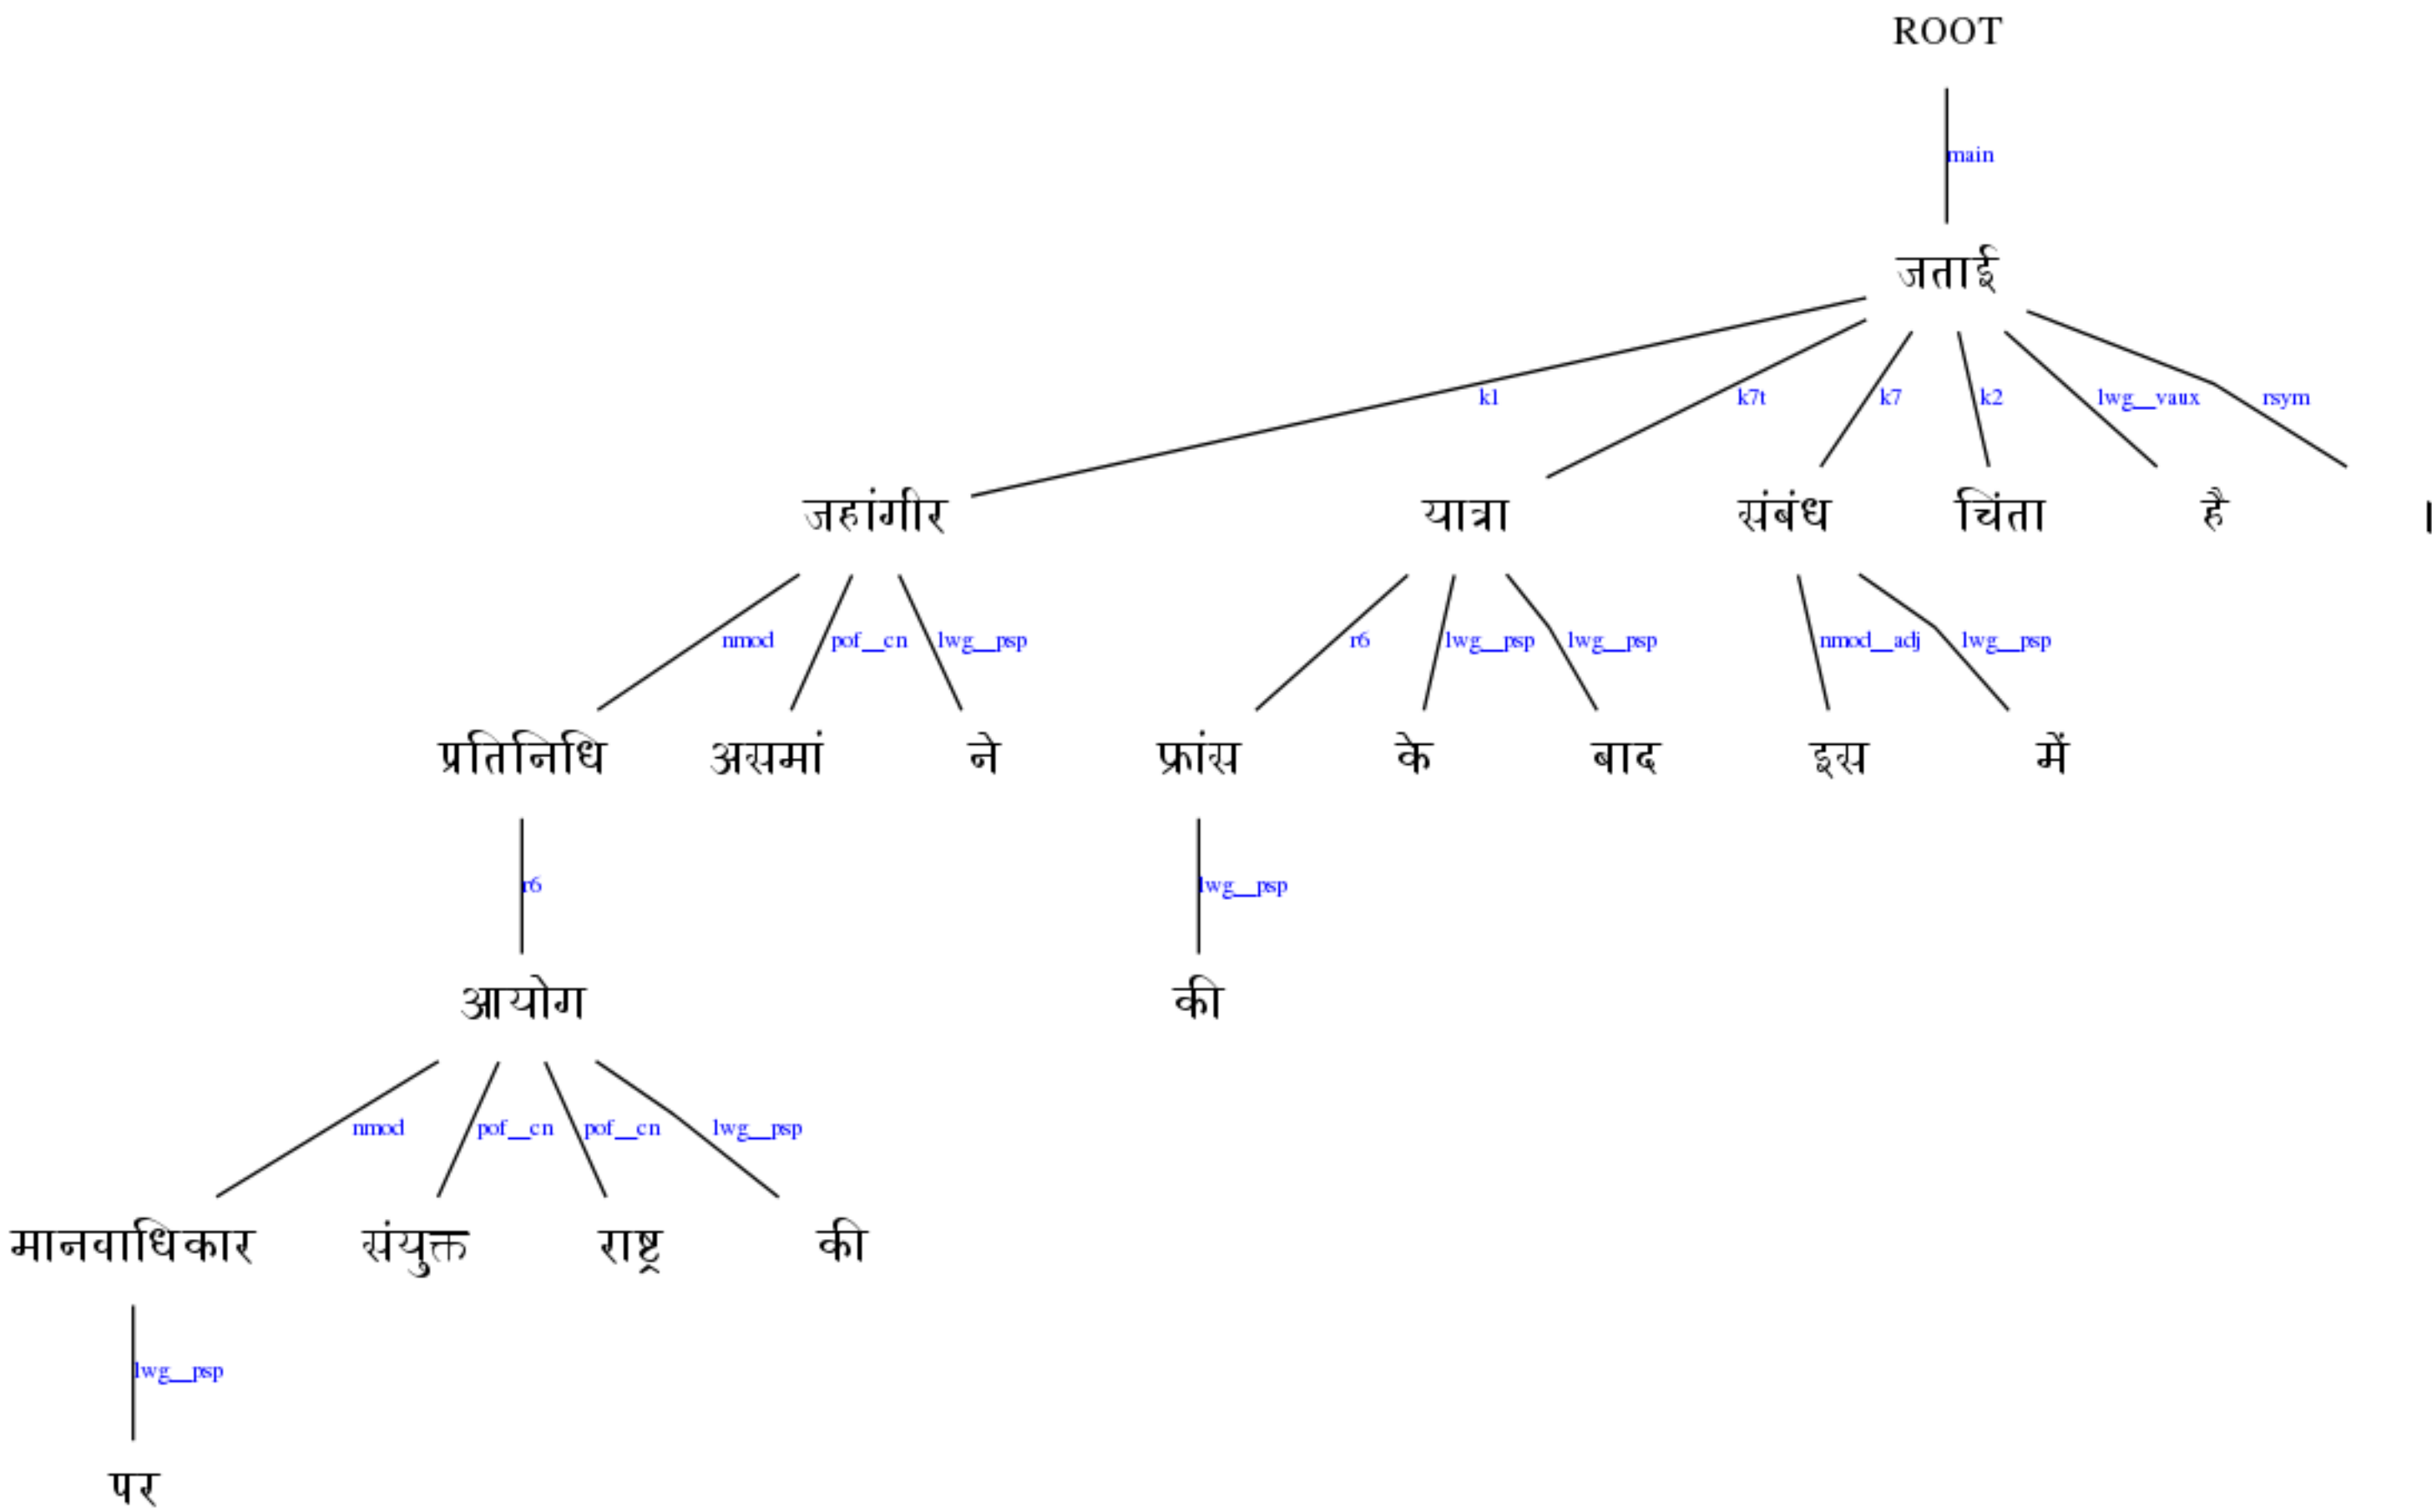 ROOT
main
जताई
k1 k7t k7 k2 lwg__vaux rsym
जहांगीर यात्रा संबंध चिंता है ।
nmod pof__cn lwg__psp r6 lwg__psp lwg__psp nmod__adj lwg__psp
प्रतिनिधि असमां ने फ्रांस के बाद इस में
r6 lwg__psp
आयोग की
nmod pof__cn pof__cn lwg__psp
मानवाधिकार संयुक्त राष्ट्र की
lwg__psp
पर